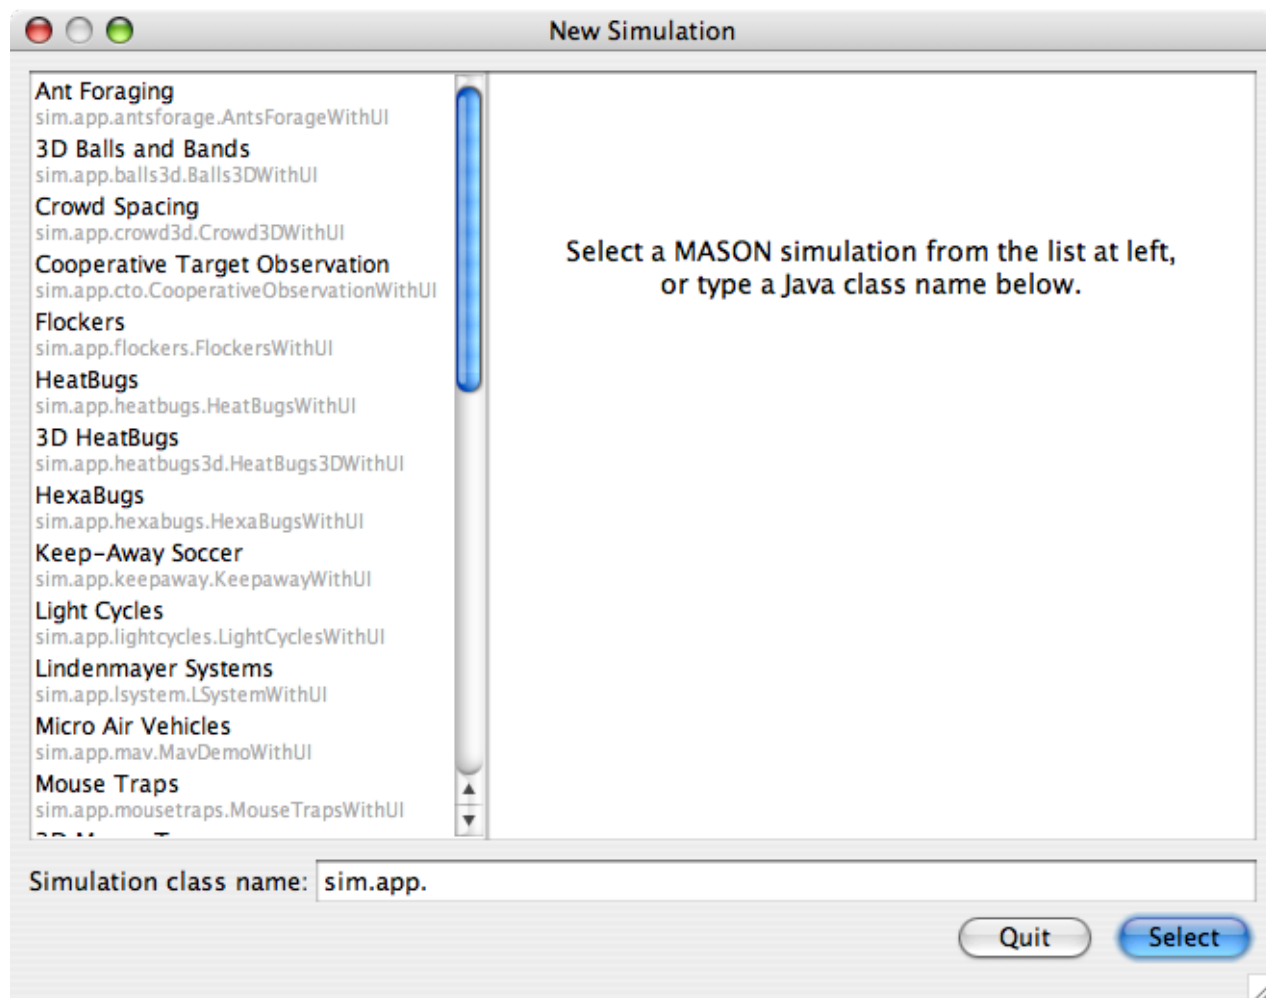 New Simulation
Ant Foraging
sim.app.antsforage.AntsForageWithUI
3D Balls and Bands
sim.app.balls3d.Balls3DWithUI
Crowd Spacing
sim.app.crowd3d.Crowd3DWithUI
Cooperative Target Observation
sim.app.cto.CooperativeObservationWithUI
Flockers
sim.app.flockers.FlockersWithUI
HeatBugs
sim.app.heatbugs.HeatBugsWithUI
3D HeatBugs
sim.app.heatbugs3d.HeatBugs3DWithUI
HexaBugs
sim.app.hexabugs.HexaBugsWithUI
Keep-Away Soccer
sim.app.keepaway.KeepawayWithUI
Light Cycles
sim.app.lightcycles.LightCyclesWithUI
Lindenmayer Systems
sim.app.lsystem.LSystemWithUI
Micro Air Vehicles
sim.app.mav.MavDemoWithUI
Mouse Traps
sim.app.mousetraps.MouseTrapsWithUI
Select a MASON simulation from the list at left,
or type a Java class name below.
Simulation class name: sim.app.
Quit
Select